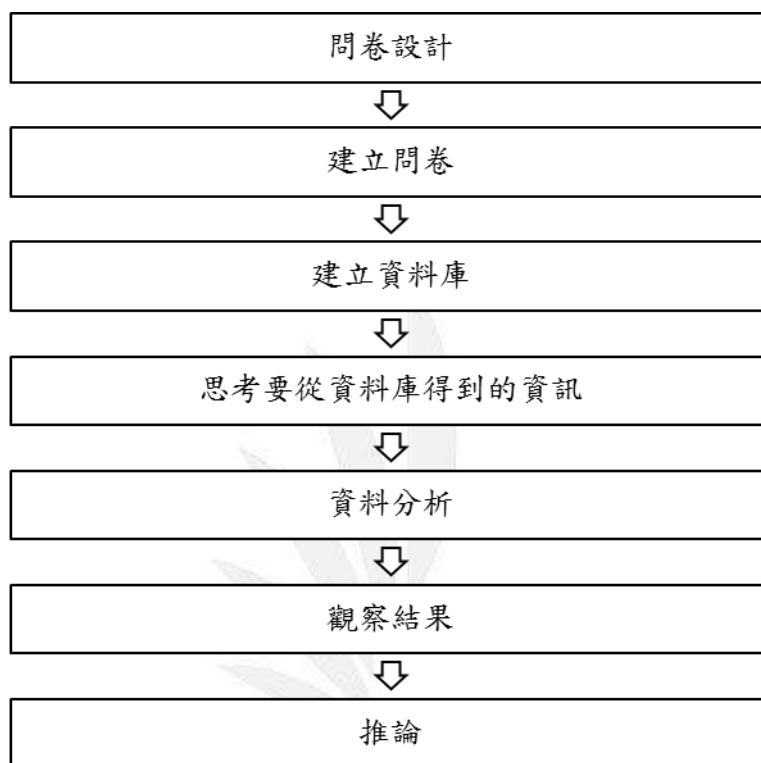 問卷設計
建立問卷
建立資料庫
思考要從資料庫得到的資訊
資料分析
觀察結果
推論